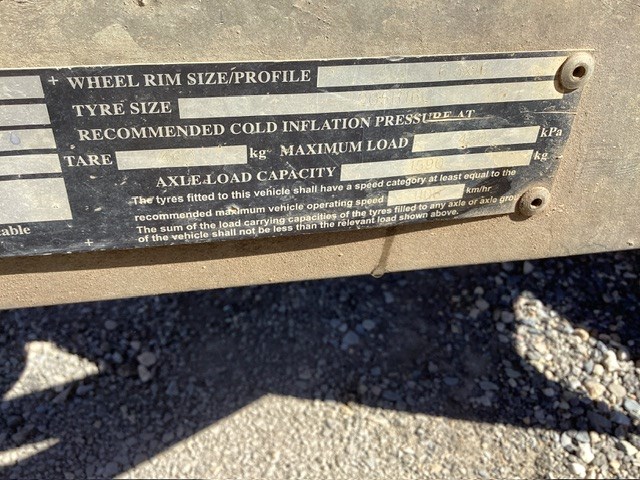 + WHEEL RIM SIZE/PROFILE
TYRE SIZE
RECOMMENDED COLD INFLATION PRESSURE AT
MAXIMUM LOAD kPa
TARE kg
AXLE LOAD CAPACITY kg
The tyres fitted to this vehicle shall have a speed category at least equal to the
recommended maximum vehicle operating speed km/hr
The sum of the load carrying capacities of the tyres filled to any axle or axle grou
of the vehicle shall not be less than the relevant load shown above.
table
+